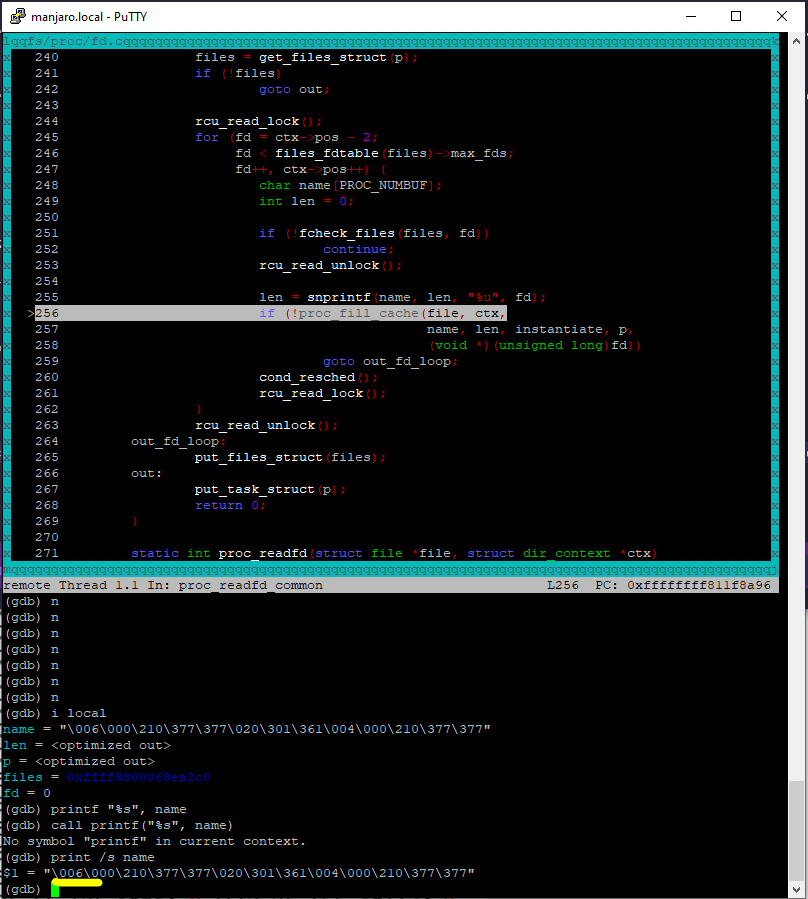 manjaro.local - PuTTY
lqqfs/proc/fd.cqqqqqqqqqqqqqqqqqqqqqqqqqqqqqqqqqqqqqqqqqqqqqqqqqqqqqqqqqqqqqqqqqqqqqqqqqqqqqqqqk
x   240                 files = get_files_struct(p);                                            x
x   241                 if (!files)                                                             x
x   242                         goto out;                                                       x
x   243                                                                                         x
x   244                 rcu_read_lock();                                                        x
x   245                 for (fd = ctx->pos - 2;                                                 x
x   246                      fd < files_fdtable(files)->max_fds;                                x
x   247                      fd++, ctx->pos++) {                                                x
x   248                         char name[PROC_NUMBUF];                                         x
x   249                         int len = 0;                                                    x
x   250                                                                                         x
x   251                         if (!fcheck_files(files, fd))                                   x
x   252                                 continue;                                               x
x   253                         rcu_read_unlock();                                              x
x   254                                                                                         x
x   255                         len = snprintf(name, len, "%u", fd);                            x
x  >256                         if (!proc_fill_cache(file, ctx,                                 x
x   257                                              name, len, instantiate, p,                 x
x   258                                              (void *)(unsigned long)fd))                x
x   259                                 goto out_fd_loop;                                       x
x   260                         cond_resched();                                                 x
x   261                         rcu_read_lock();                                                x
x   262                 }                                                                       x
x   263                 rcu_read_unlock();                                                      x
x   264         out_fd_loop:                                                                    x
x   265                 put_files_struct(files);                                                x
x   266         out:                                                                            x
x   267                 put_task_struct(p);                                                     x
x   268                 return 0;                                                               x
x   269         }                                                                               x
x   270                                                                                         x
x   271         static int proc_readfd(struct file *file, struct dir_context *ctx)              x
mqqqqqqqqqqqqqqqqqqqqqqqqqqqqqqqqqqqqqqqqqqqqqqqqqqqqqqqqqqqqqqqqqqqqqqqqqqqqqqqqqqqqqqqqqqqqqqqj
remote Thread 1.1 In: proc_readfd_common                            L256  PC: 0xffffffff811f8a96
(gdb) n
(gdb) n
(gdb) n
(gdb) n
(gdb) n
(gdb) n
(gdb) n
(gdb) i local
name = "\006\000\210\377\377\020\301\361\004\000\210\377\377"
len = <optimized out>
p = <optimized out>
files = 0xffff8800068ea2c0
fd = 0
(gdb) printf "%s", name
(gdb) call printf("%s", name)
No symbol "printf" in current context.
(gdb) print /s name
$1 = "\006\000\210\377\377\020\301\361\004\000\210\377\377"
(gdb)